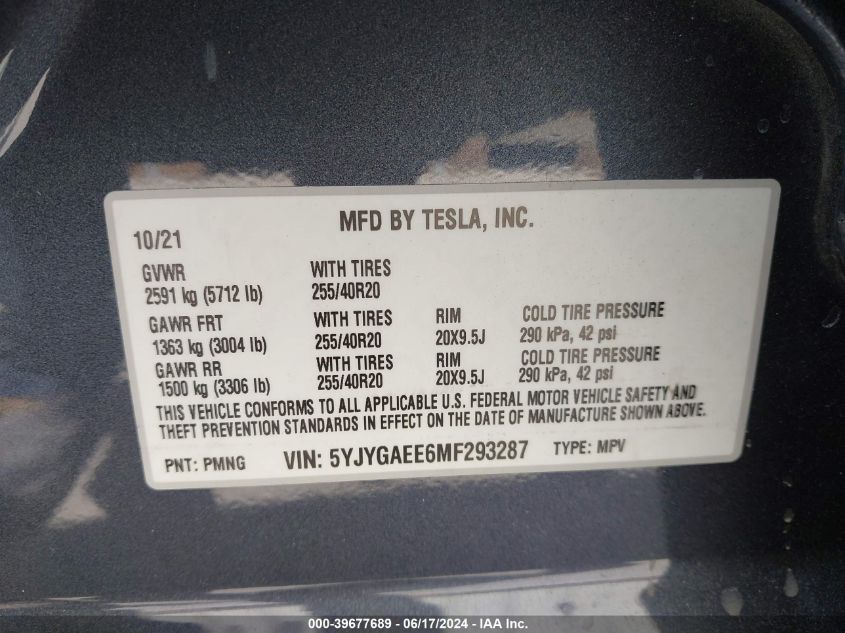 MFD BY TESLA, INC.
10/21
GVWR WITH TIRES
2591 kg (5712 lb) 255/40R20
GAWR FRT WITH TIRES RIM COLD TIRE PRESSURE
1363 kg (3004 lb) 255/40R20 20X9.5J 290 kPa, 42 psi
GAWR RR WITH TIRES RIM COLD TIRE PRESSURE
1500 kg (3306 lb) 255/40R20 20X9.5J 290 kPa, 42 psi
THIS VEHICLE CONFORMS TO ALL APPLICABLE U.S. FEDERAL MOTOR VEHICLE SAFETY AND
THEFT PREVENTION STANDARDS IN EFFECT ON THE DATE OF MANUFACTURE SHOWN ABOVE.
PNT: PMNG VIN: 5YJYGAEE6MF293287 TYPE: MPV
000-39677689 - 06/17/2024 - IAA Inc.